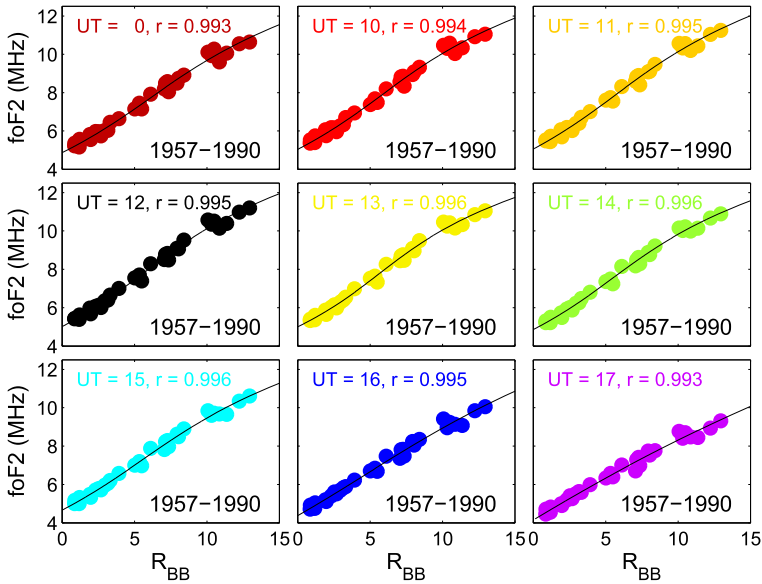 12
10
8
6
4
foF2 (MHz)
UT =   0, r = 0.993
1957−1990
UT = 10, r = 0.994
1957−1990
UT = 11, r = 0.995
1957−1990
12
10
8
6
4
foF2 (MHz)
UT = 12, r = 0.995
1957−1990
UT = 13, r = 0.996
1957−1990
UT = 14, r = 0.996
1957−1990
12
10
8
6
4
foF2 (MHz)
UT = 15, r = 0.996
1957−1990
UT = 16, r = 0.995
1957−1990
UT = 17, r = 0.993
1957−1990
0 5 10 15 0 5 10 15 0 5 10 15
R_BB R_BB R_BB